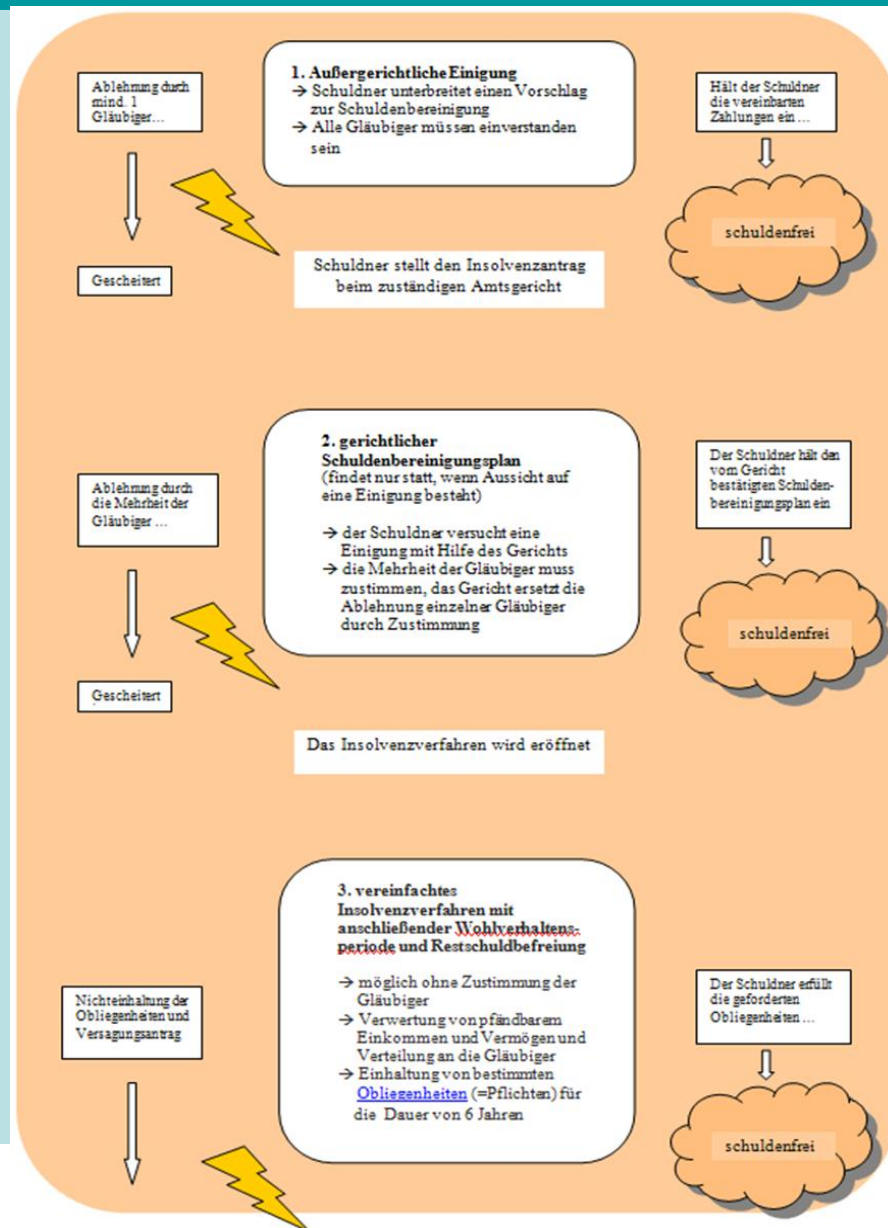 Ablehnung durch
mind. 1
Gläubiger...
1. Außergerichtliche Einigung
→ Schuldner unterbreitet einen Vorschlag
zur Schuldenbereinigung
→ Alle Gläubiger müssen einverstanden
sein
Hält der Schuldner
die vereinbarten
Zahlungen ein ...
schuldenfrei
Gescheitert
Schuldner stellt den Insolvenzantrag
beim zuständigen Amtsgericht
Ablehnung durch
die Mehrheit der
Gläubiger ...
2. gerichtlicher
Schuldenbereinigungsplan
(findet nur statt, wenn Aussicht auf
eine Einigung besteht)
→ der Schuldner versucht eine
Einigung mit Hilfe des Gerichts
→ die Mehrheit der Gläubiger muss
zustimmen, das Gericht ersetzt die
Ablehnung einzelner Gläubiger
durch Zustimmung
Der Schuldner hält den
vom Gericht
bestätigten Schulden-
bereinigungsplan ein
schuldenfrei
Gescheitert
Das Insolvenzverfahren wird eröffnet
Nichteinhaltung der
Obliegenheiten und
Versagungsantrag
3. vereinfachtes
Insolvenzverfahren mit
anschließender Wohlverhaltens-
periode und Restschuldbefreiung
→ möglich ohne Zustimmung der
Gläubiger
→ Verwertung von pfändbarem
Einkommen und Vermögen und
Verteilung an die Gläubiger
→ Einhaltung von bestimmten
Obliegenheiten (=Pflichten) für
die Dauer von 6 Jahren
Der Schuldner erfüllt
die geforderten
Obliegenheiten ...
schuldenfrei